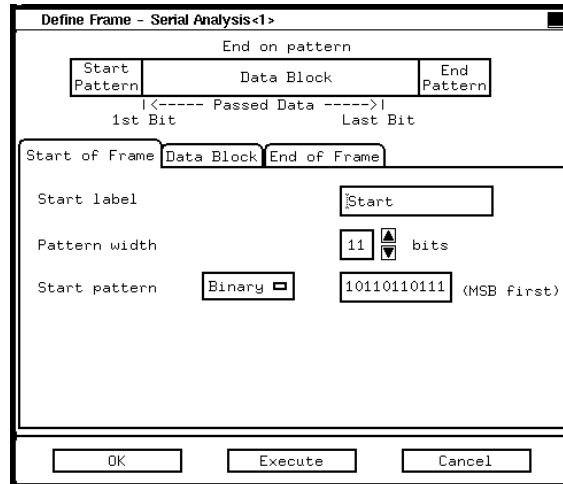 Define Frame - Serial Analysis<1>
End on pattern
Start Pattern Data Block End Pattern
|<----- Passed Data ----->|
1st Bit Last Bit
Start of Frame Data Block End of Frame
Start label Start
Pattern width 11 bits
Start pattern Binary 10110110111 (MSB first)
OK Execute Cancel